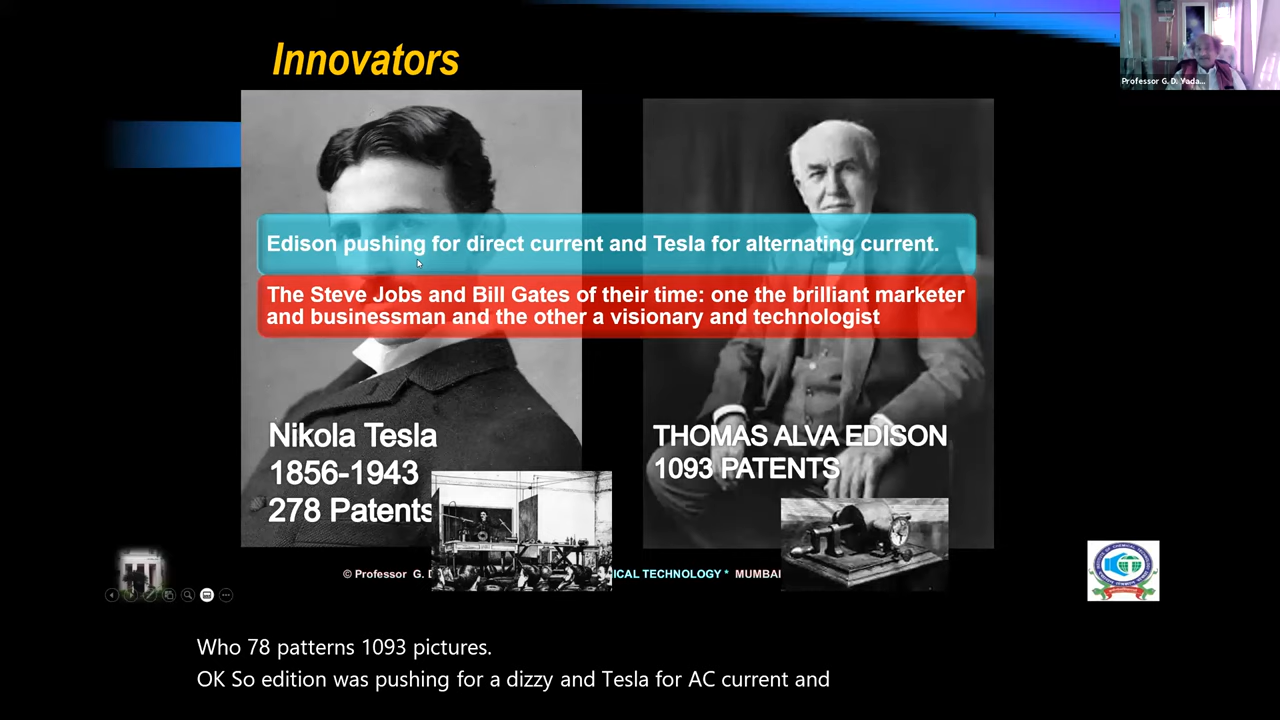 Innovators
Professor G. D. Yada...
Edison pushing for direct current and Tesla for alternating current.
The Steve Jobs and Bill Gates of their time: one the brilliant marketer
and businessman and the other a visionary and technologist
Nikola Tesla
1856-1943
278 Patents
THOMAS ALVA EDISON
1093 PATENTS
© Professor G.
ICAL TECHNOLOGY * MUMBAI
Who 78 patterns 1093 pictures.
OK So edition was pushing for a dizzy and Tesla for AC current and